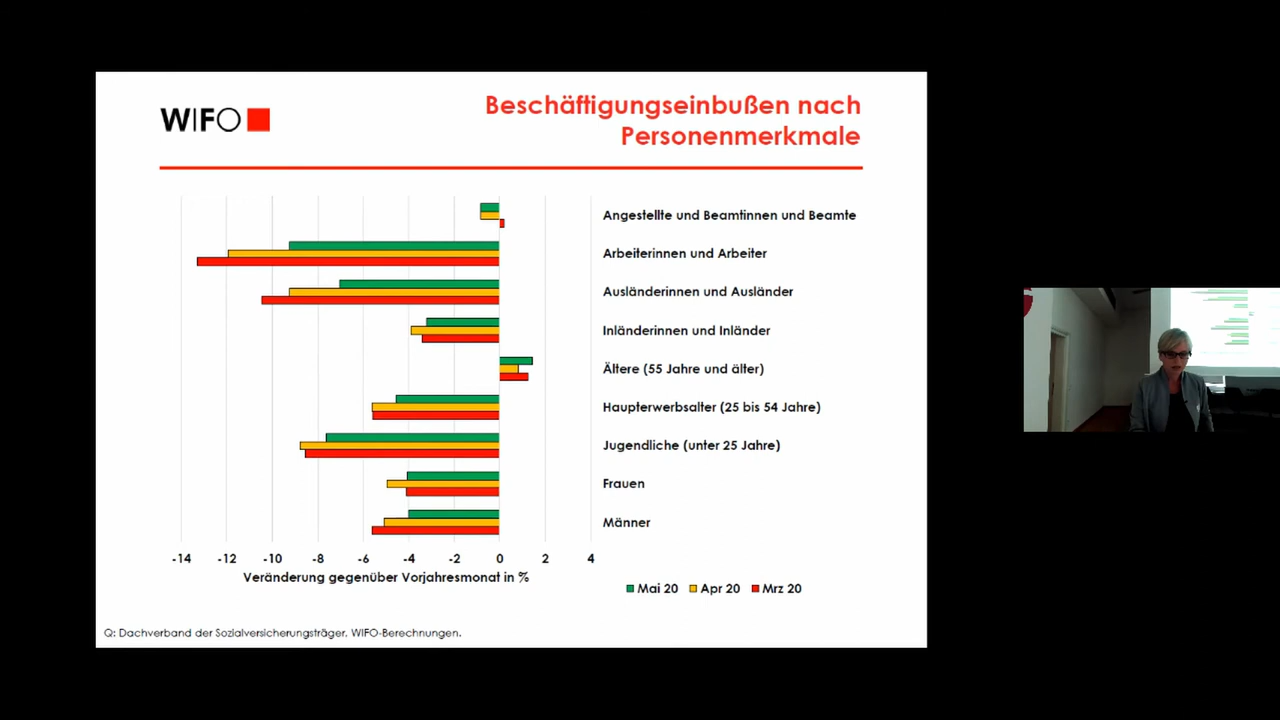 WIFO
Beschäftigungseinbußen nach
Personenmerkmale
Angestellte und Beamtinnen und Beamte
Arbeiterinnen und Arbeiter
Ausländerinnen und Ausländer
Inländerinnen und Inländer
Ältere (55 Jahre und älter)
Haupterwerbsalter (25 bis 54 Jahre)
Jugendliche (unter 25 Jahre)
Frauen
Männer
-14 -12 -10 -8 -6 -4 -2 0 2 4
Veränderung gegenüber Vorjahresmonat in %
Mai 20 Apr 20 Mrz 20
Q: Dachverband der Sozialversicherungsträger, WIFO-Berechnungen.